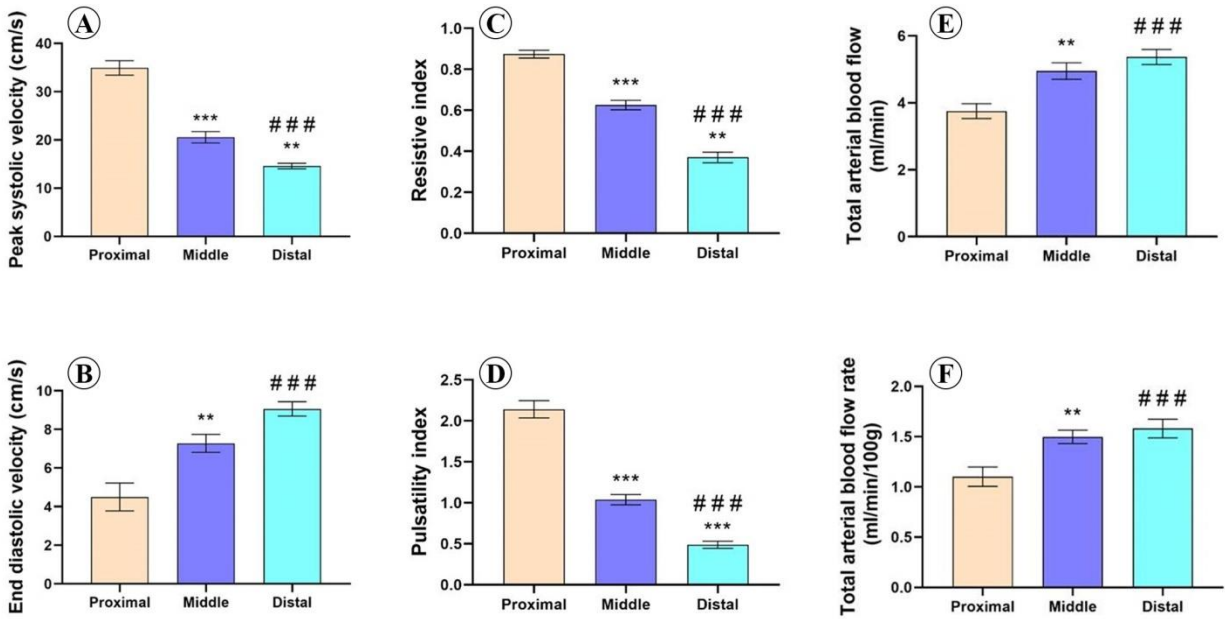 A
Peak systolic velocity (cm/s)
40
30
20
10
0
***
###
**
Proximal Middle Distal
C
Resistive index
1.0
0.8
0.6
0.4
0.2
0.0
***
###
**
Proximal Middle Distal
E
Total arterial blood flow
(ml/min)
6
4
2
0
**
###
Proximal Middle Distal
B
End diastolic velocity (cm/s)
10
8
6
4
2
0
**
###
Proximal Middle Distal
D
Pulsatility index
2.5
2.0
1.5
1.0
0.5
0.0
***
###
***
Proximal Middle Distal
F
Total arterial blood flow rate
(ml/min/100g)
2.0
1.5
1.0
0.5
0.0
**
###
Proximal Middle Distal